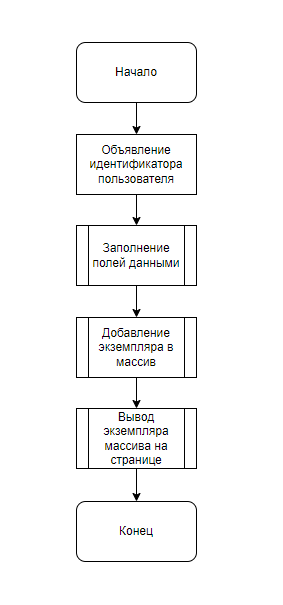 Начало
Объявление
идентификатора
пользователя
Заполнение
полей данными
Добавление
экземпляра в
массив
Вывод
экземпляра
массива на
странице
Конец